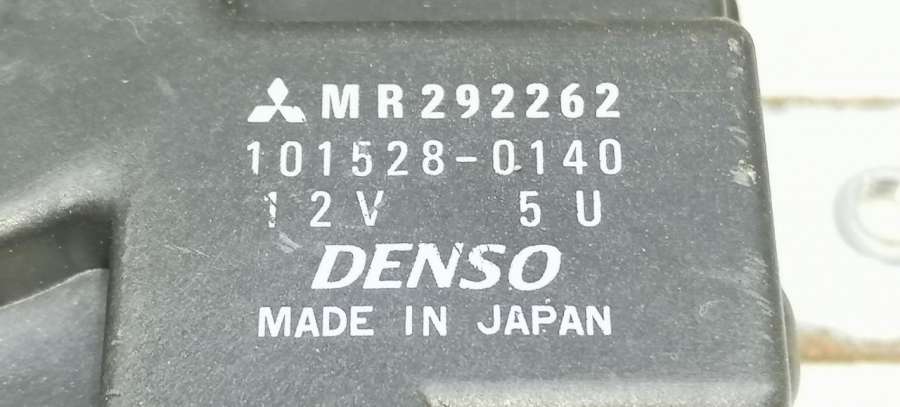 MR292262
101528-0140
12V 5U
DENSO
MADE IN JAPAN